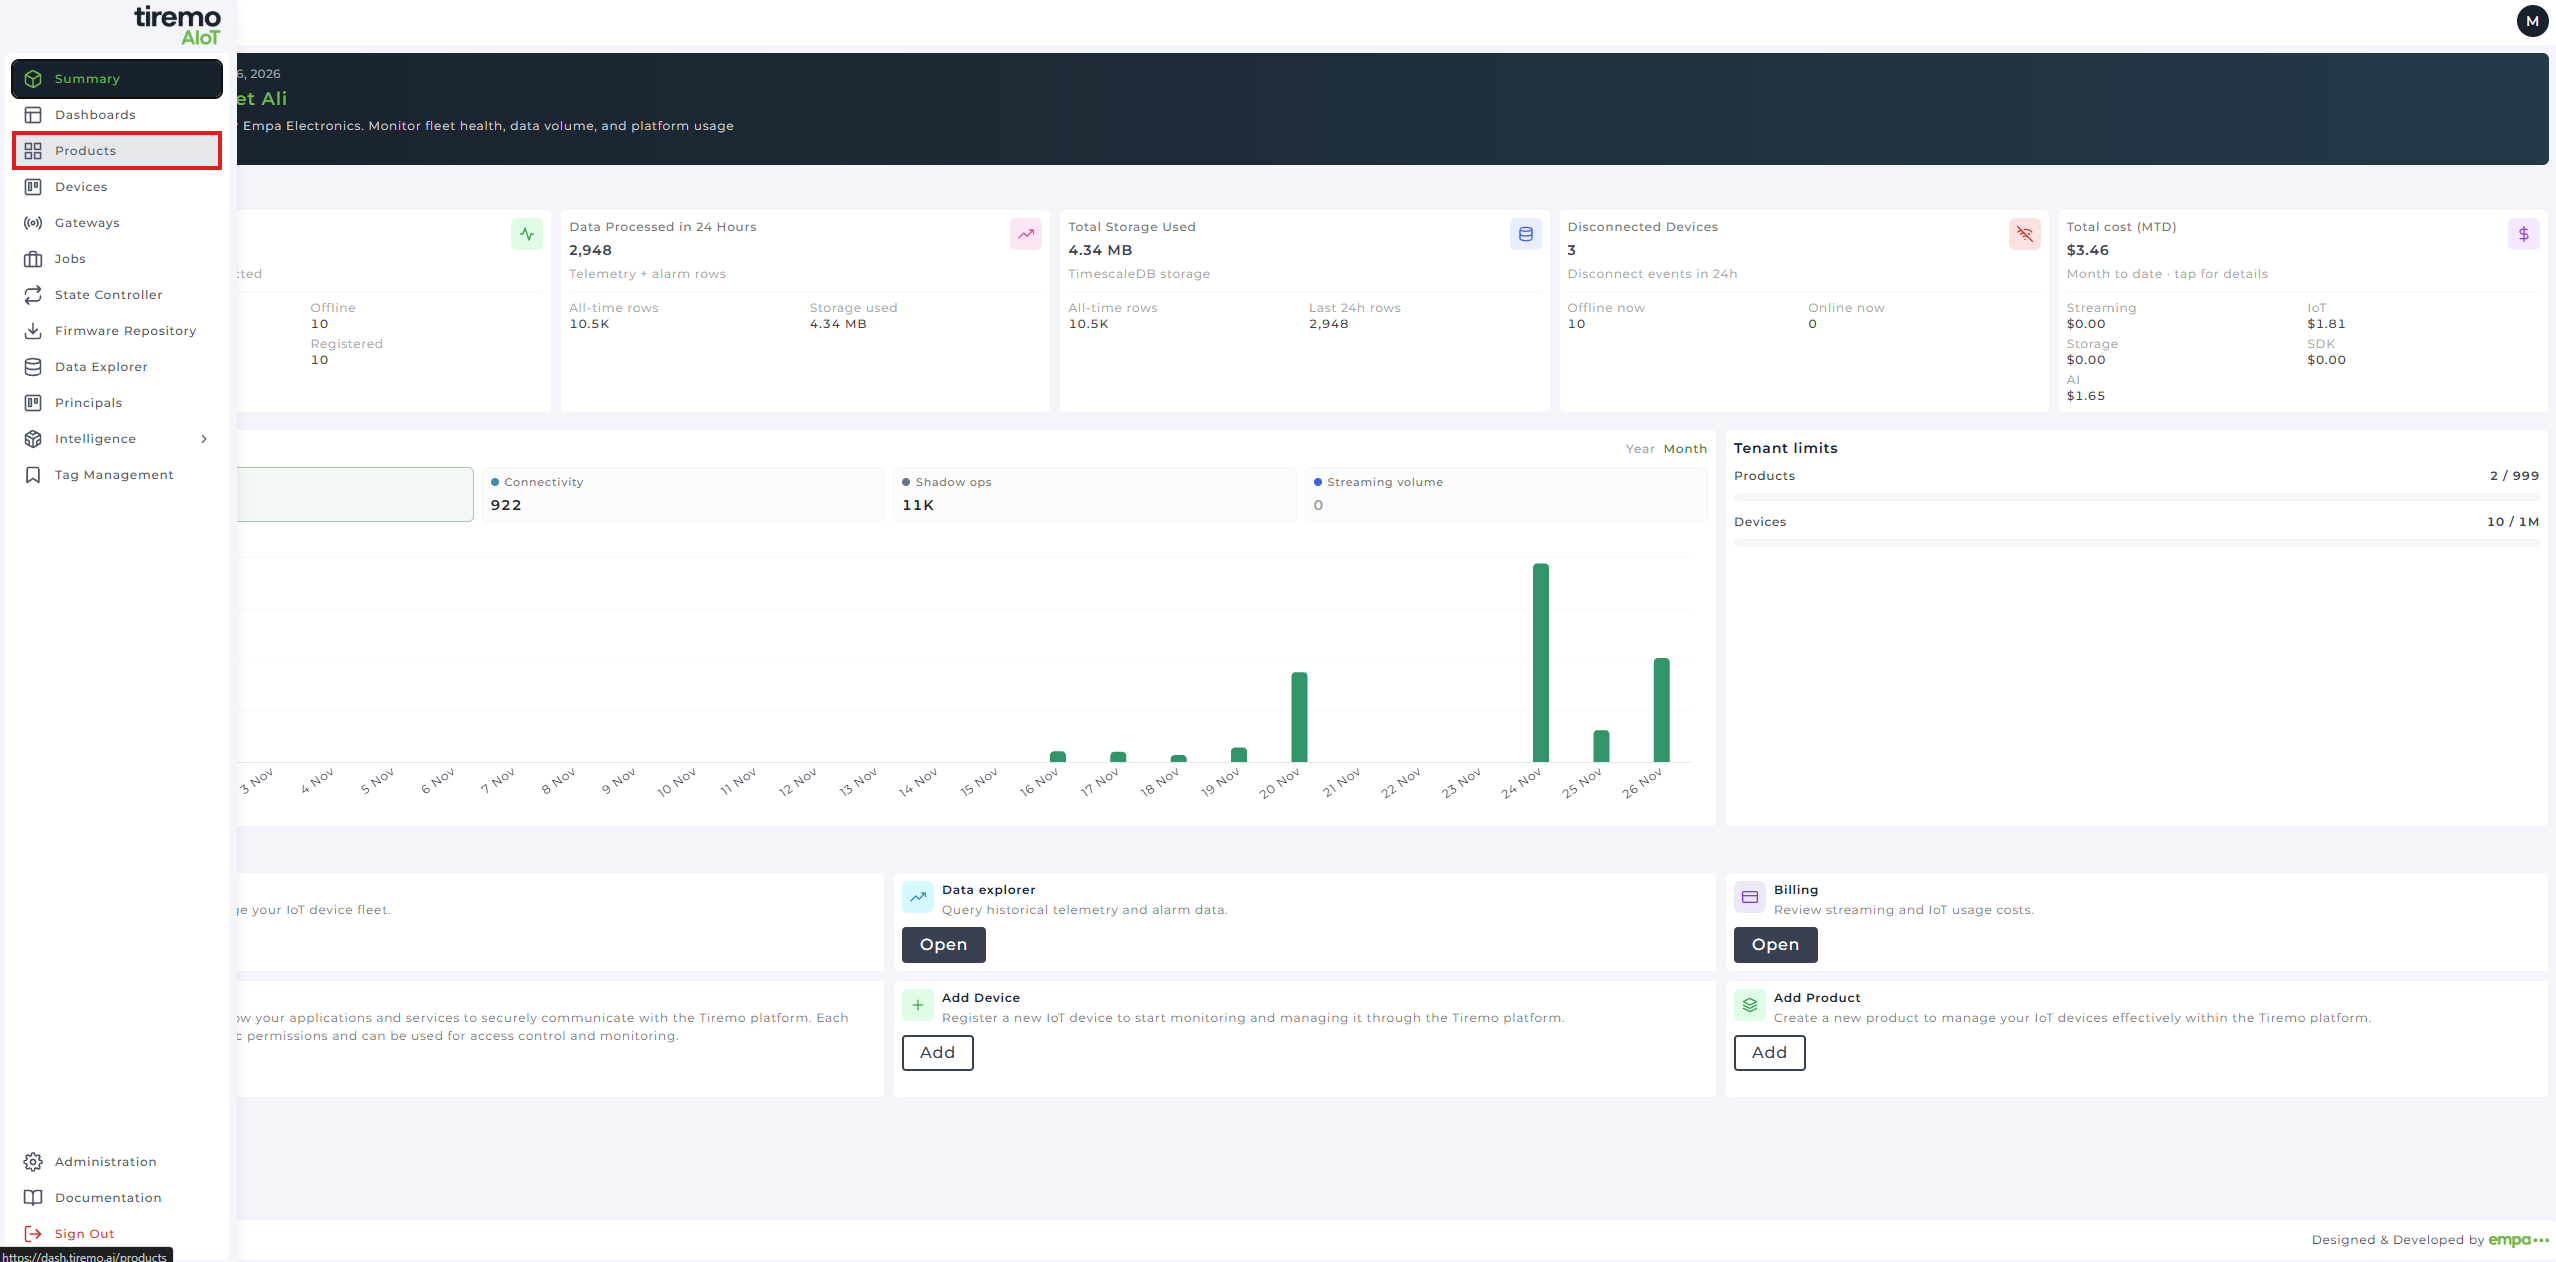 tiremo
AIoT
M
Summary
Dashboards
Products
Devices
Gateways
Jobs
State Controller
Firmware Repository
Data Explorer
Principals
Intelligence
Tag Management
Administration
Documentation
Sign Out
https://dash.tiremo.ai/products
6, 2026
et Ali
Empa Electronics. Monitor fleet health, data volume, and platform usage
cted
Offline
10
Registered
10
Data Processed in 24 Hours
2,948
Telemetry + alarm rows
All-time rows
10.5K
Storage used
4.34 MB
Total Storage Used
4.34 MB
TimescaleDB storage
All-time rows
10.5K
Last 24h rows
2,948
Disconnected Devices
3
Disconnect events in 24h
Offline now
10
Online now
0
Total cost (MTD)
$3.46
Month to date · tap for details
Streaming
$0.00
IoT
$1.81
Storage
$0.00
SDK
$0.00
AI
$1.65
Year Month
Connectivity
922
Shadow ops
11K
Streaming volume
0
3 Nov 4 Nov 5 Nov 6 Nov 7 Nov 8 Nov 9 Nov 10 Nov 11 Nov 12 Nov 13 Nov 14 Nov 15 Nov 16 Nov 17 Nov 18 Nov 19 Nov 20 Nov 21 Nov 22 Nov 23 Nov 24 Nov 25 Nov 26 Nov
Tenant limits
Products 2 / 999
Devices 10 / 1M
ge your IoT device fleet.
Data explorer
Query historical telemetry and alarm data.
Open
Billing
Review streaming and IoT usage costs.
Open
ow your applications and services to securely communicate with the Tiremo platform. Each
c permissions and can be used for access control and monitoring.
Add Device
Register a new IoT device to start monitoring and managing it through the Tiremo platform.
Add
Add Product
Create a new product to manage your IoT devices effectively within the Tiremo platform.
Add
Designed & Developed by empa